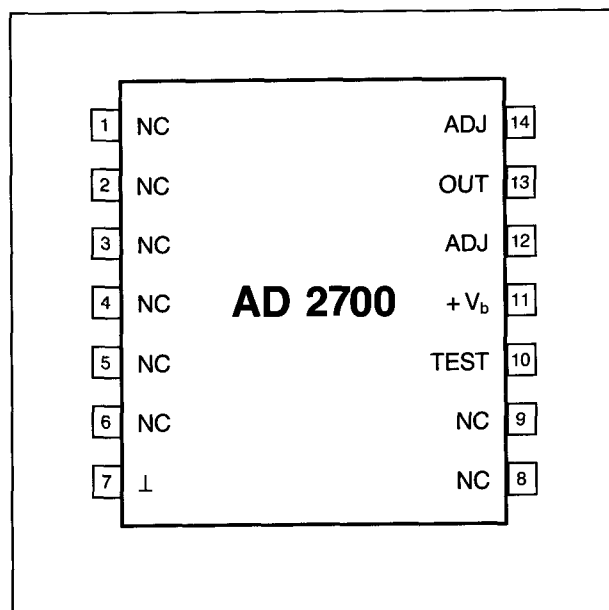 1 NC ADJ 14
2 NC OUT 13
3 NC ADJ 12
4 NC AD 2700 +Vb 11
5 NC TEST 10
6 NC NC 9
7 ⊥ NC 8